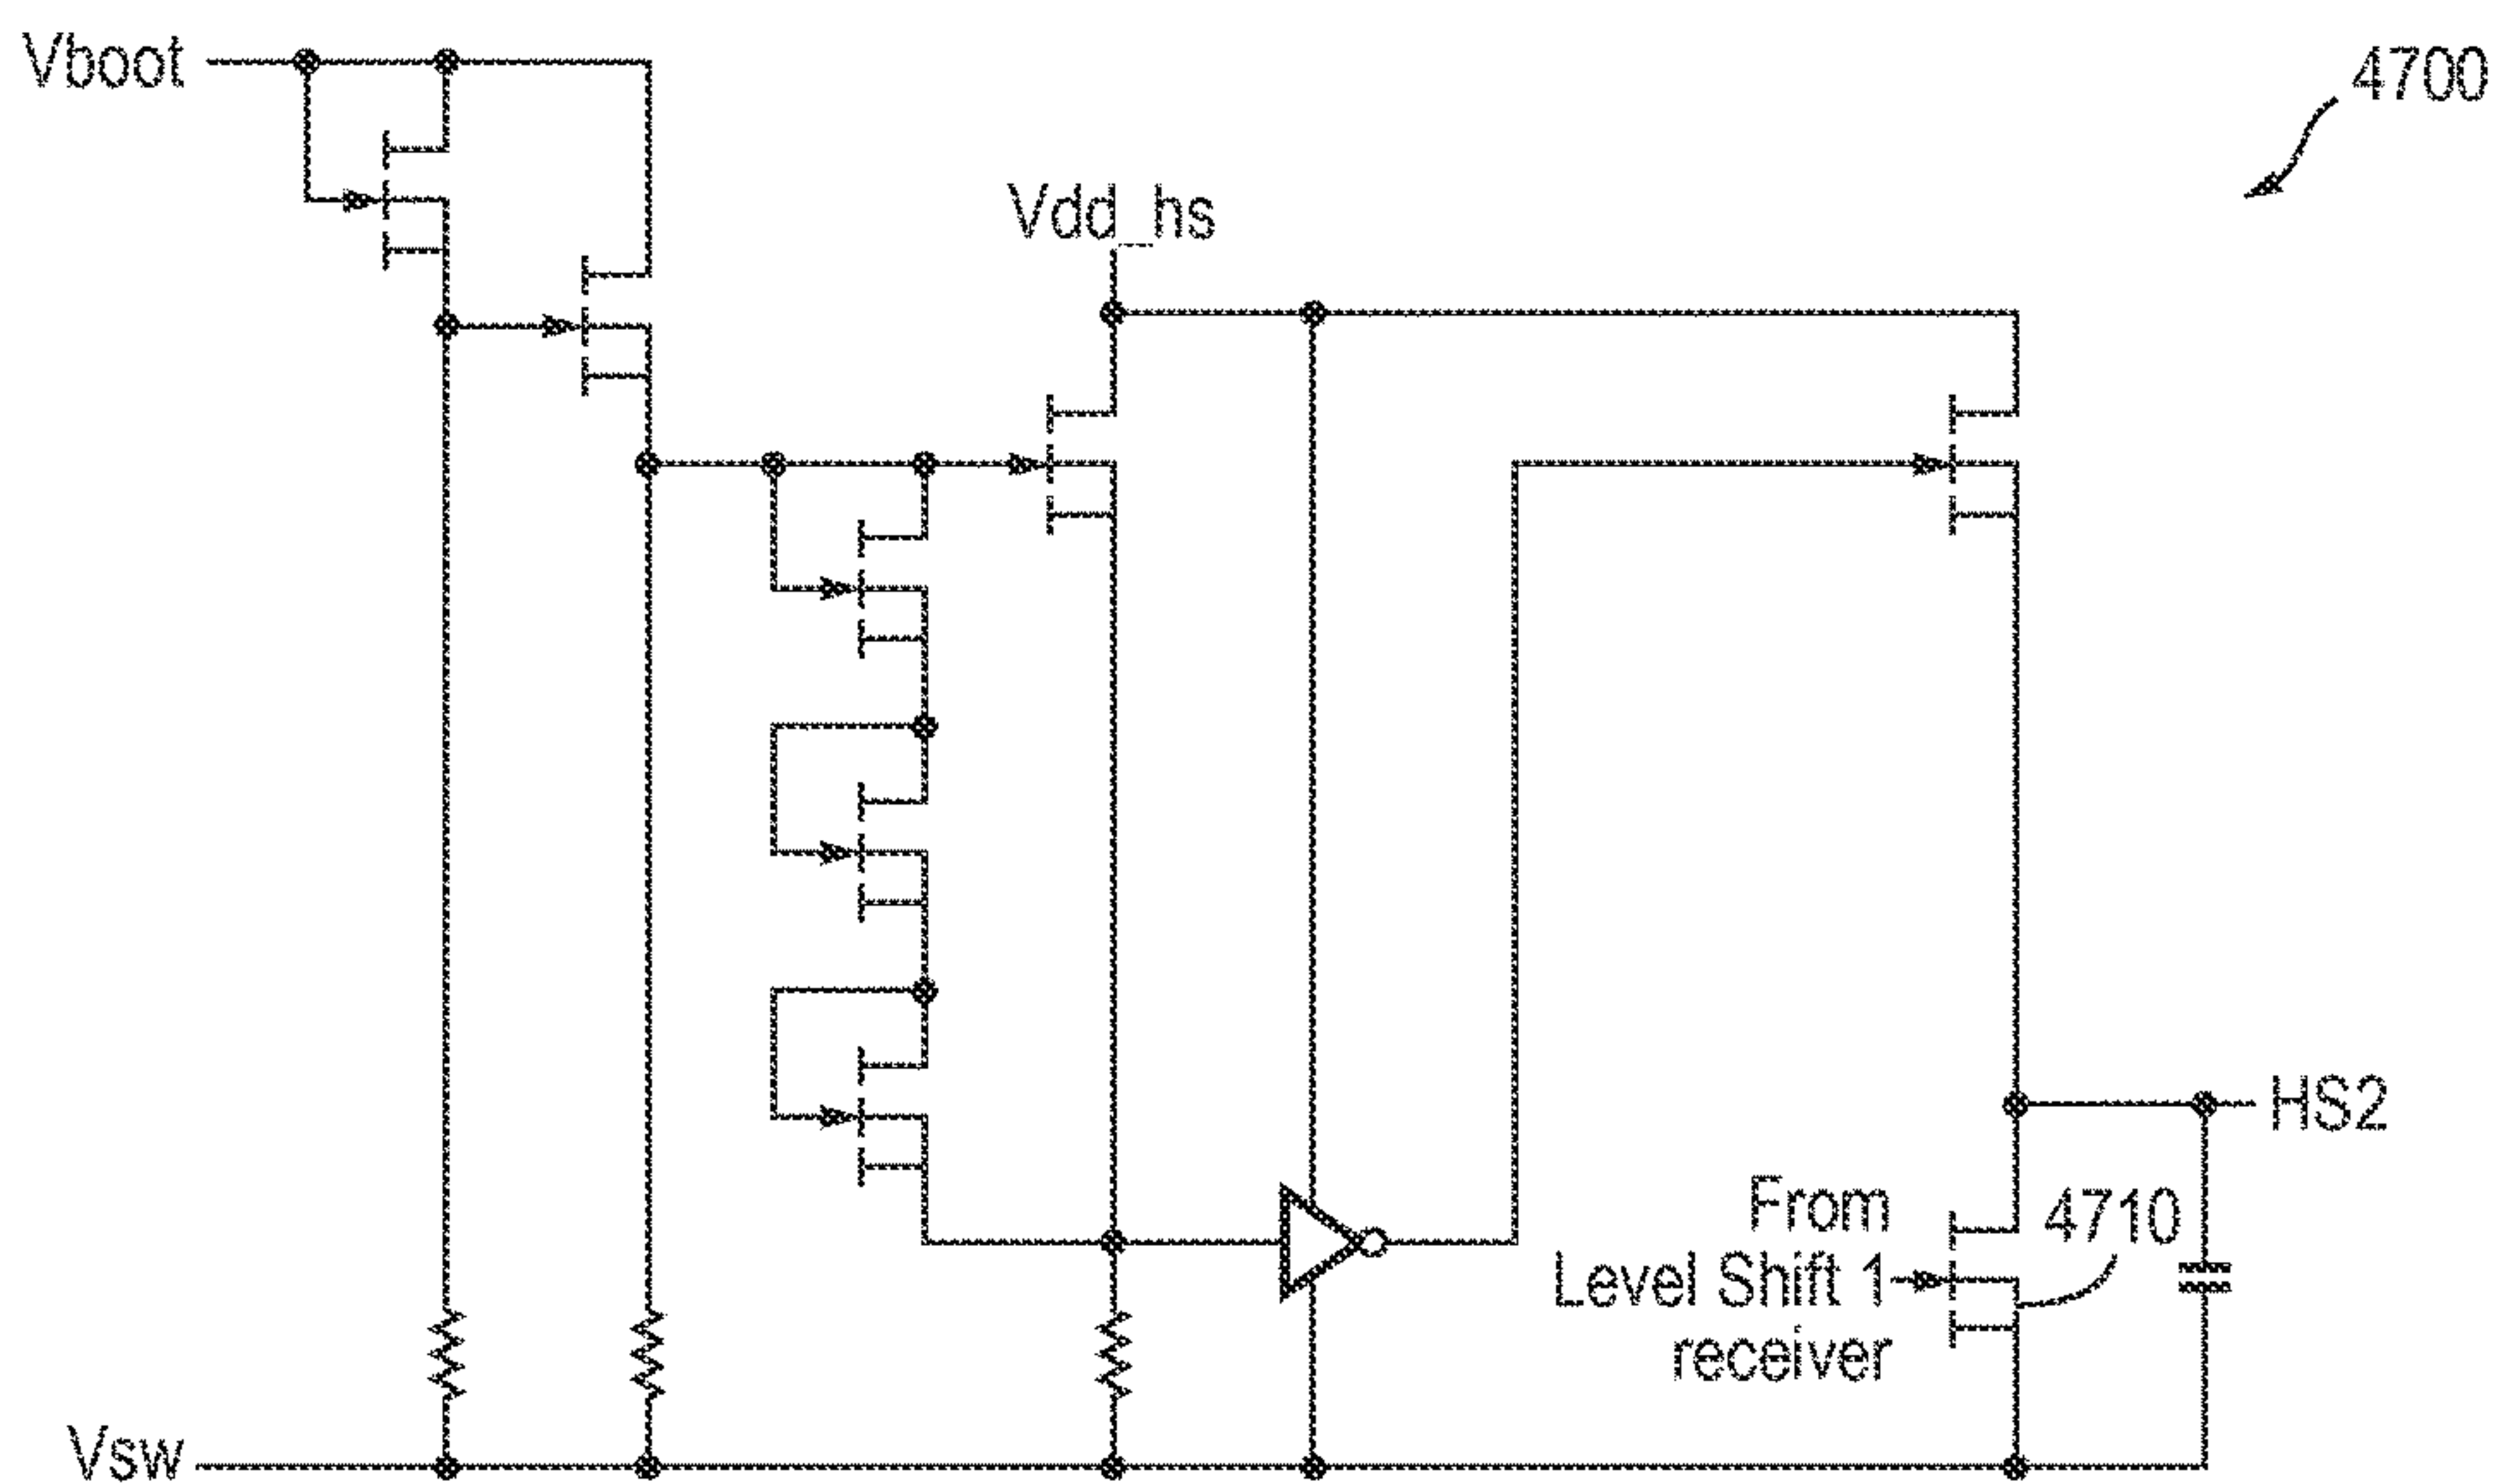 Vboot
4700
Vdd_hs
HS2
From
Level Shift 1
receiver
4710
Vsw